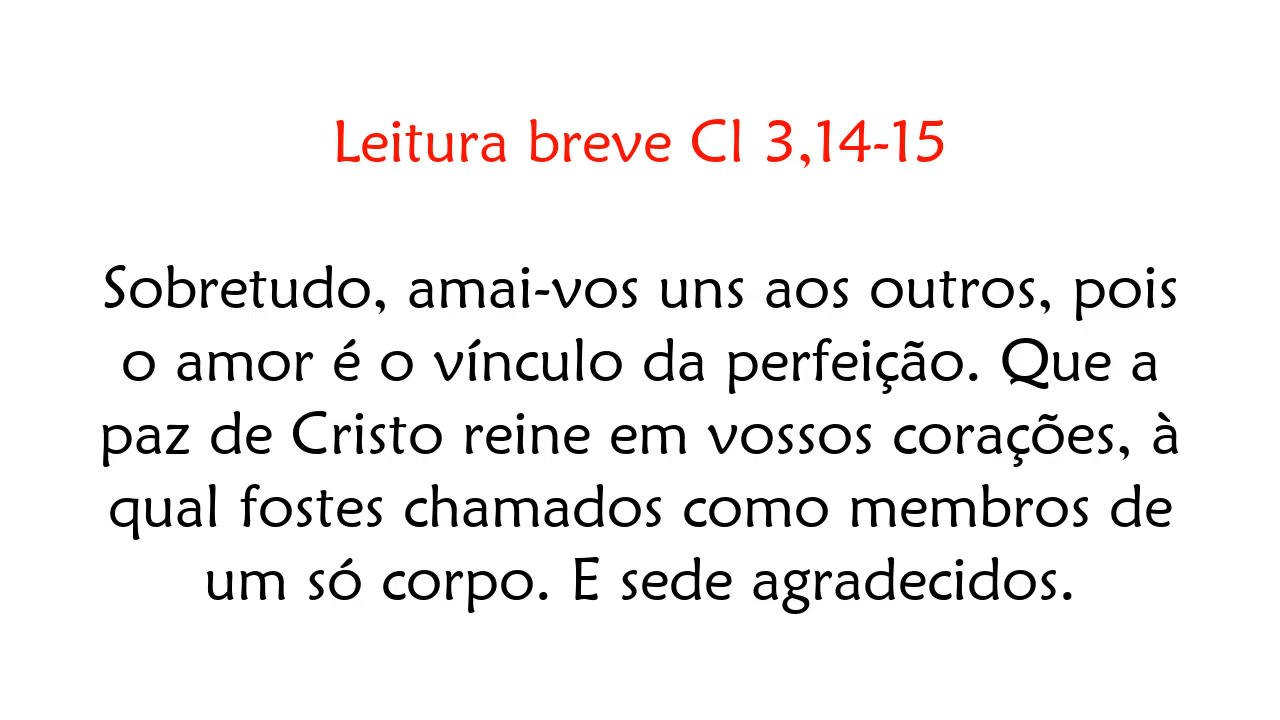 Leitura breve Cl 3,14-15
Sobretudo, amai-vos uns aos outros, pois
o amor é o vínculo da perfeição. Que a
paz de Cristo reine em vossos corações, à
qual fostes chamados como membros de
um só corpo. E sede agradecidos.